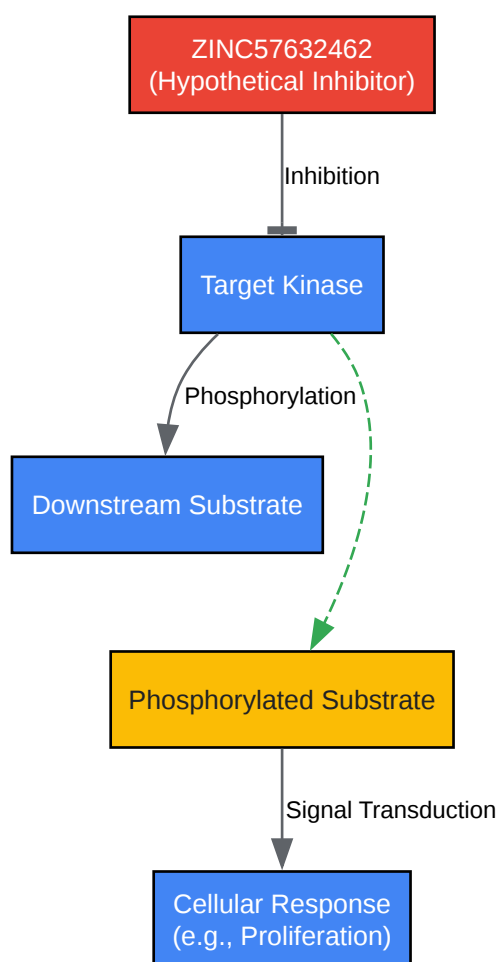 ZINC57632462
(Hypothetical Inhibitor)
Inhibition
Target Kinase
Phosphorylation
Downstream Substrate
Phosphorylated Substrate
Signal Transduction
Cellular Response
(e.g., Proliferation)